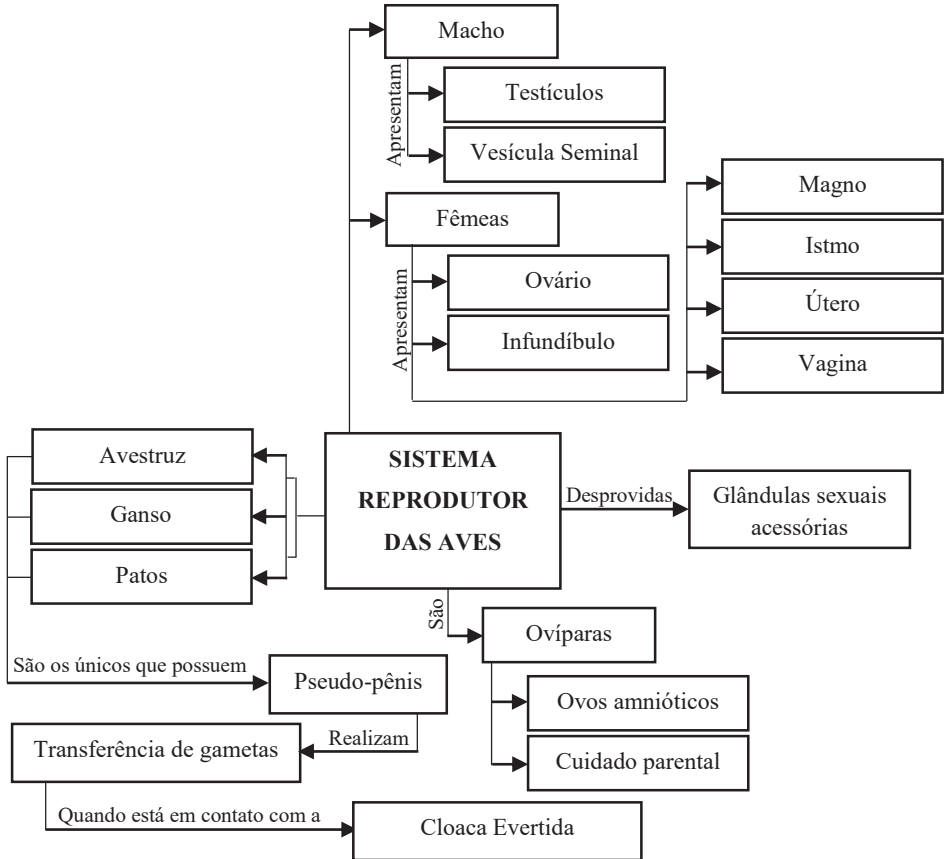 Macho
Apresentam
Testículos
Vesícula Seminal
Fêmeas
Apresentam
Ovário
Infundíbulo
Magno
Istmo
Útero
Vagina
SISTEMA
REPRODUTOR
DAS AVES
Desprovidas
Glândulas sexuais
acessórias
Avestruz
Ganso
Patos
São
Ovíparas
Ovos amnióticos
Cuidado parental
São os únicos que possuem
Pseudo-pênis
Realizam
Transferência de gametas
Quando está em contato com a
Cloaca Evertida